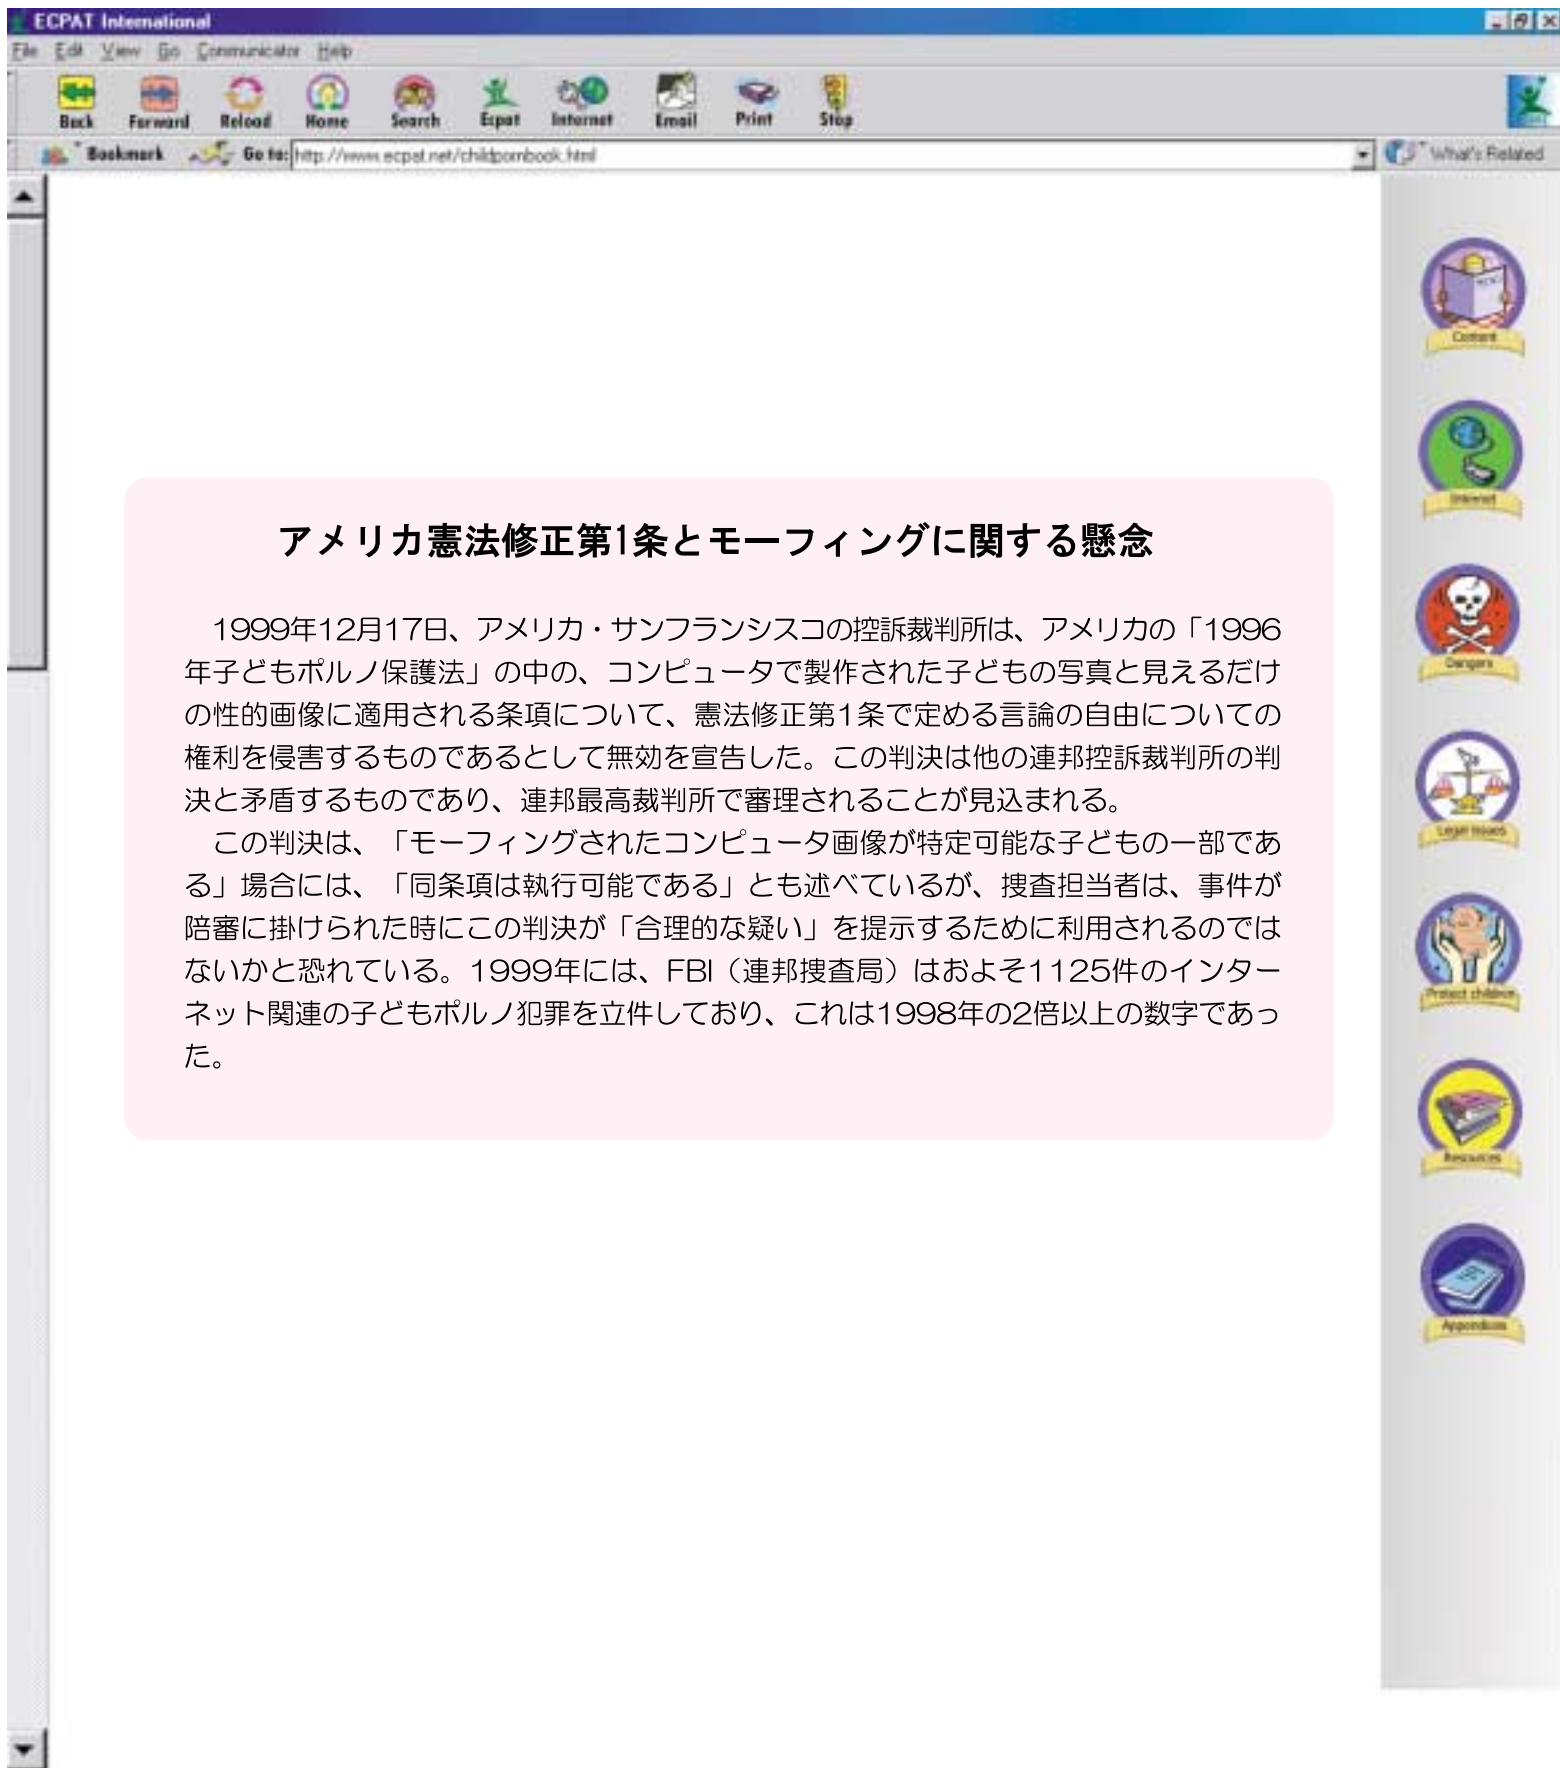 ECPAT International
File Edit View Go Communicator Help
Back Forward Reload Home Search Ecpat Internet Email Print Stop
Bookmark Go to: http://www.ecpat.net/childpornbook.html What's Related
Content
Internet
Dangers
Legal Issues
Protect children
Resources
Appendices
アメリカ憲法修正第1条とモーフィングに関する懸念
1999年12月17日、アメリカ・サンフランシスコの控訴裁判所は、アメリカの「1996
年子どもポルノ保護法」の中の、コンピュータで製作された子どもの写真と見えるだけ
の性的画像に適用される条項について、憲法修正第1条で定める言論の自由についての
権利を侵害するものであるとして無効を宣告した。この判決は他の連邦控訴裁判所の判
決と矛盾するものであり、連邦最高裁判所で審理されることが見込まれる。
この判決は、「モーフィングされたコンピュータ画像が特定可能な子どもの一部であ
る」場合には、「同条項は執行可能である」とも述べているが、捜査担当者は、事件が
陪審に掛けられた時にこの判決が「合理的な疑い」を提示するために利用されるのでは
ないかと恐れている。1999年には、FBI（連邦捜査局）はおよそ1125件のインター
ネット関連の子どもポルノ犯罪を立件しており、これは1998年の2倍以上の数字であっ
た。